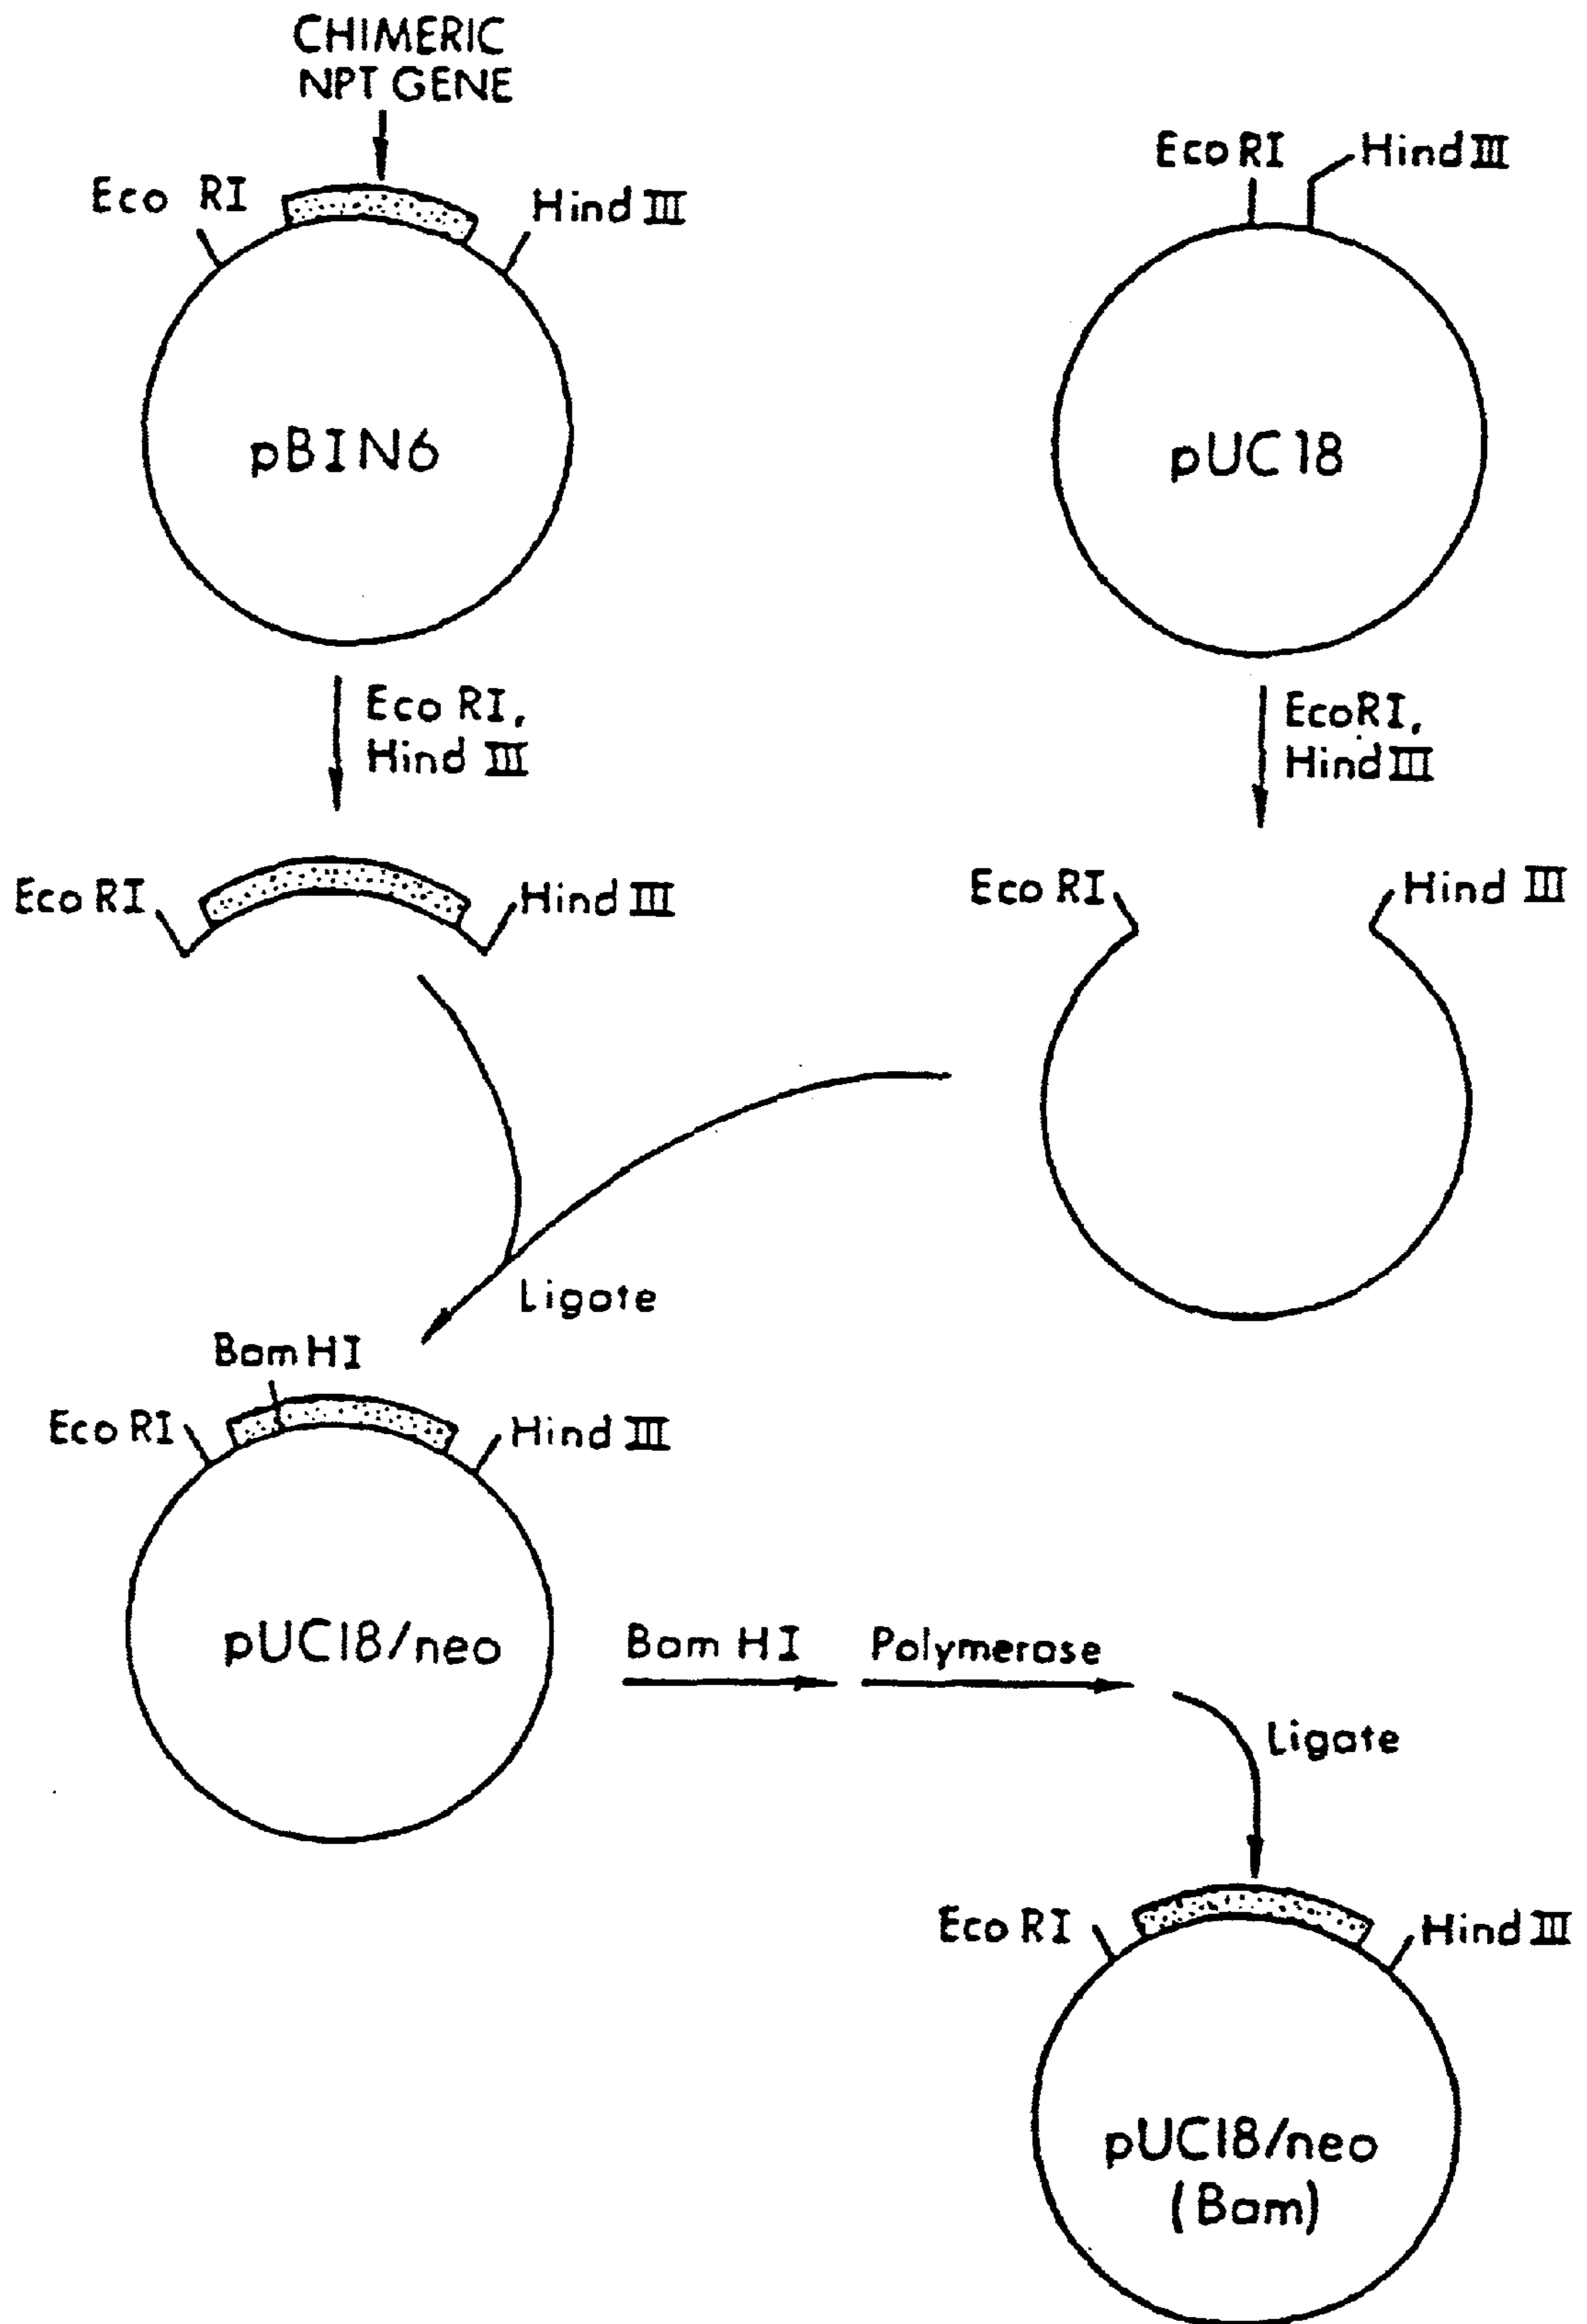 CHIMERIC
NPT GENE
Eco RI
Hind III
pBIN6
EcoRI
Hind III
pUC18
Eco RI,
Hind III
EcoRI,
Hind III
Eco RI
Hind III
Eco RI
Hind III
Ligate
Bam HI
Eco RI
Hind III
pUC18/neo
Bam HI
Polymerase
Ligate
Eco RI
Hind III
pUC18/neo
(Bam)